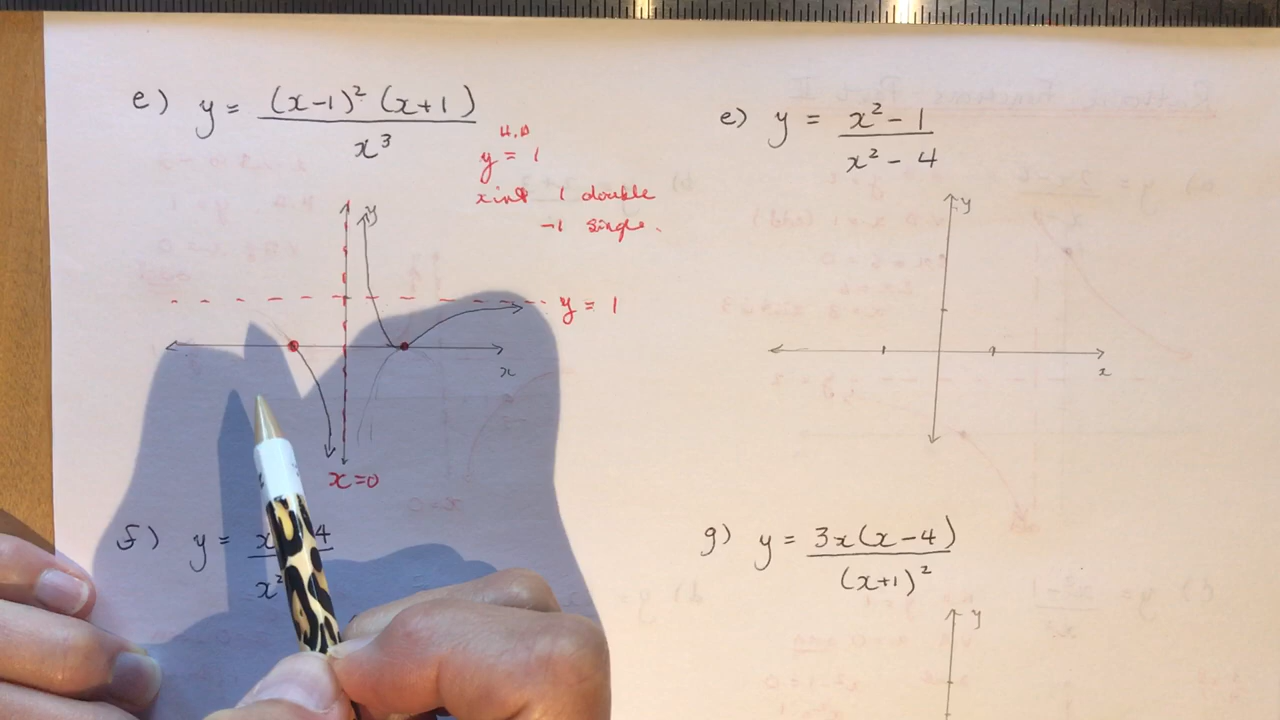 e) y = (x-1)² (x+1) / x³
H.A
y = 1
x int 1 double
-1 single.
y
y = 1
x
x=0
f) y =
g) y = 3x(x-4) / (x+1)²
y
e) y = x² - 1 / x² - 4
y
x